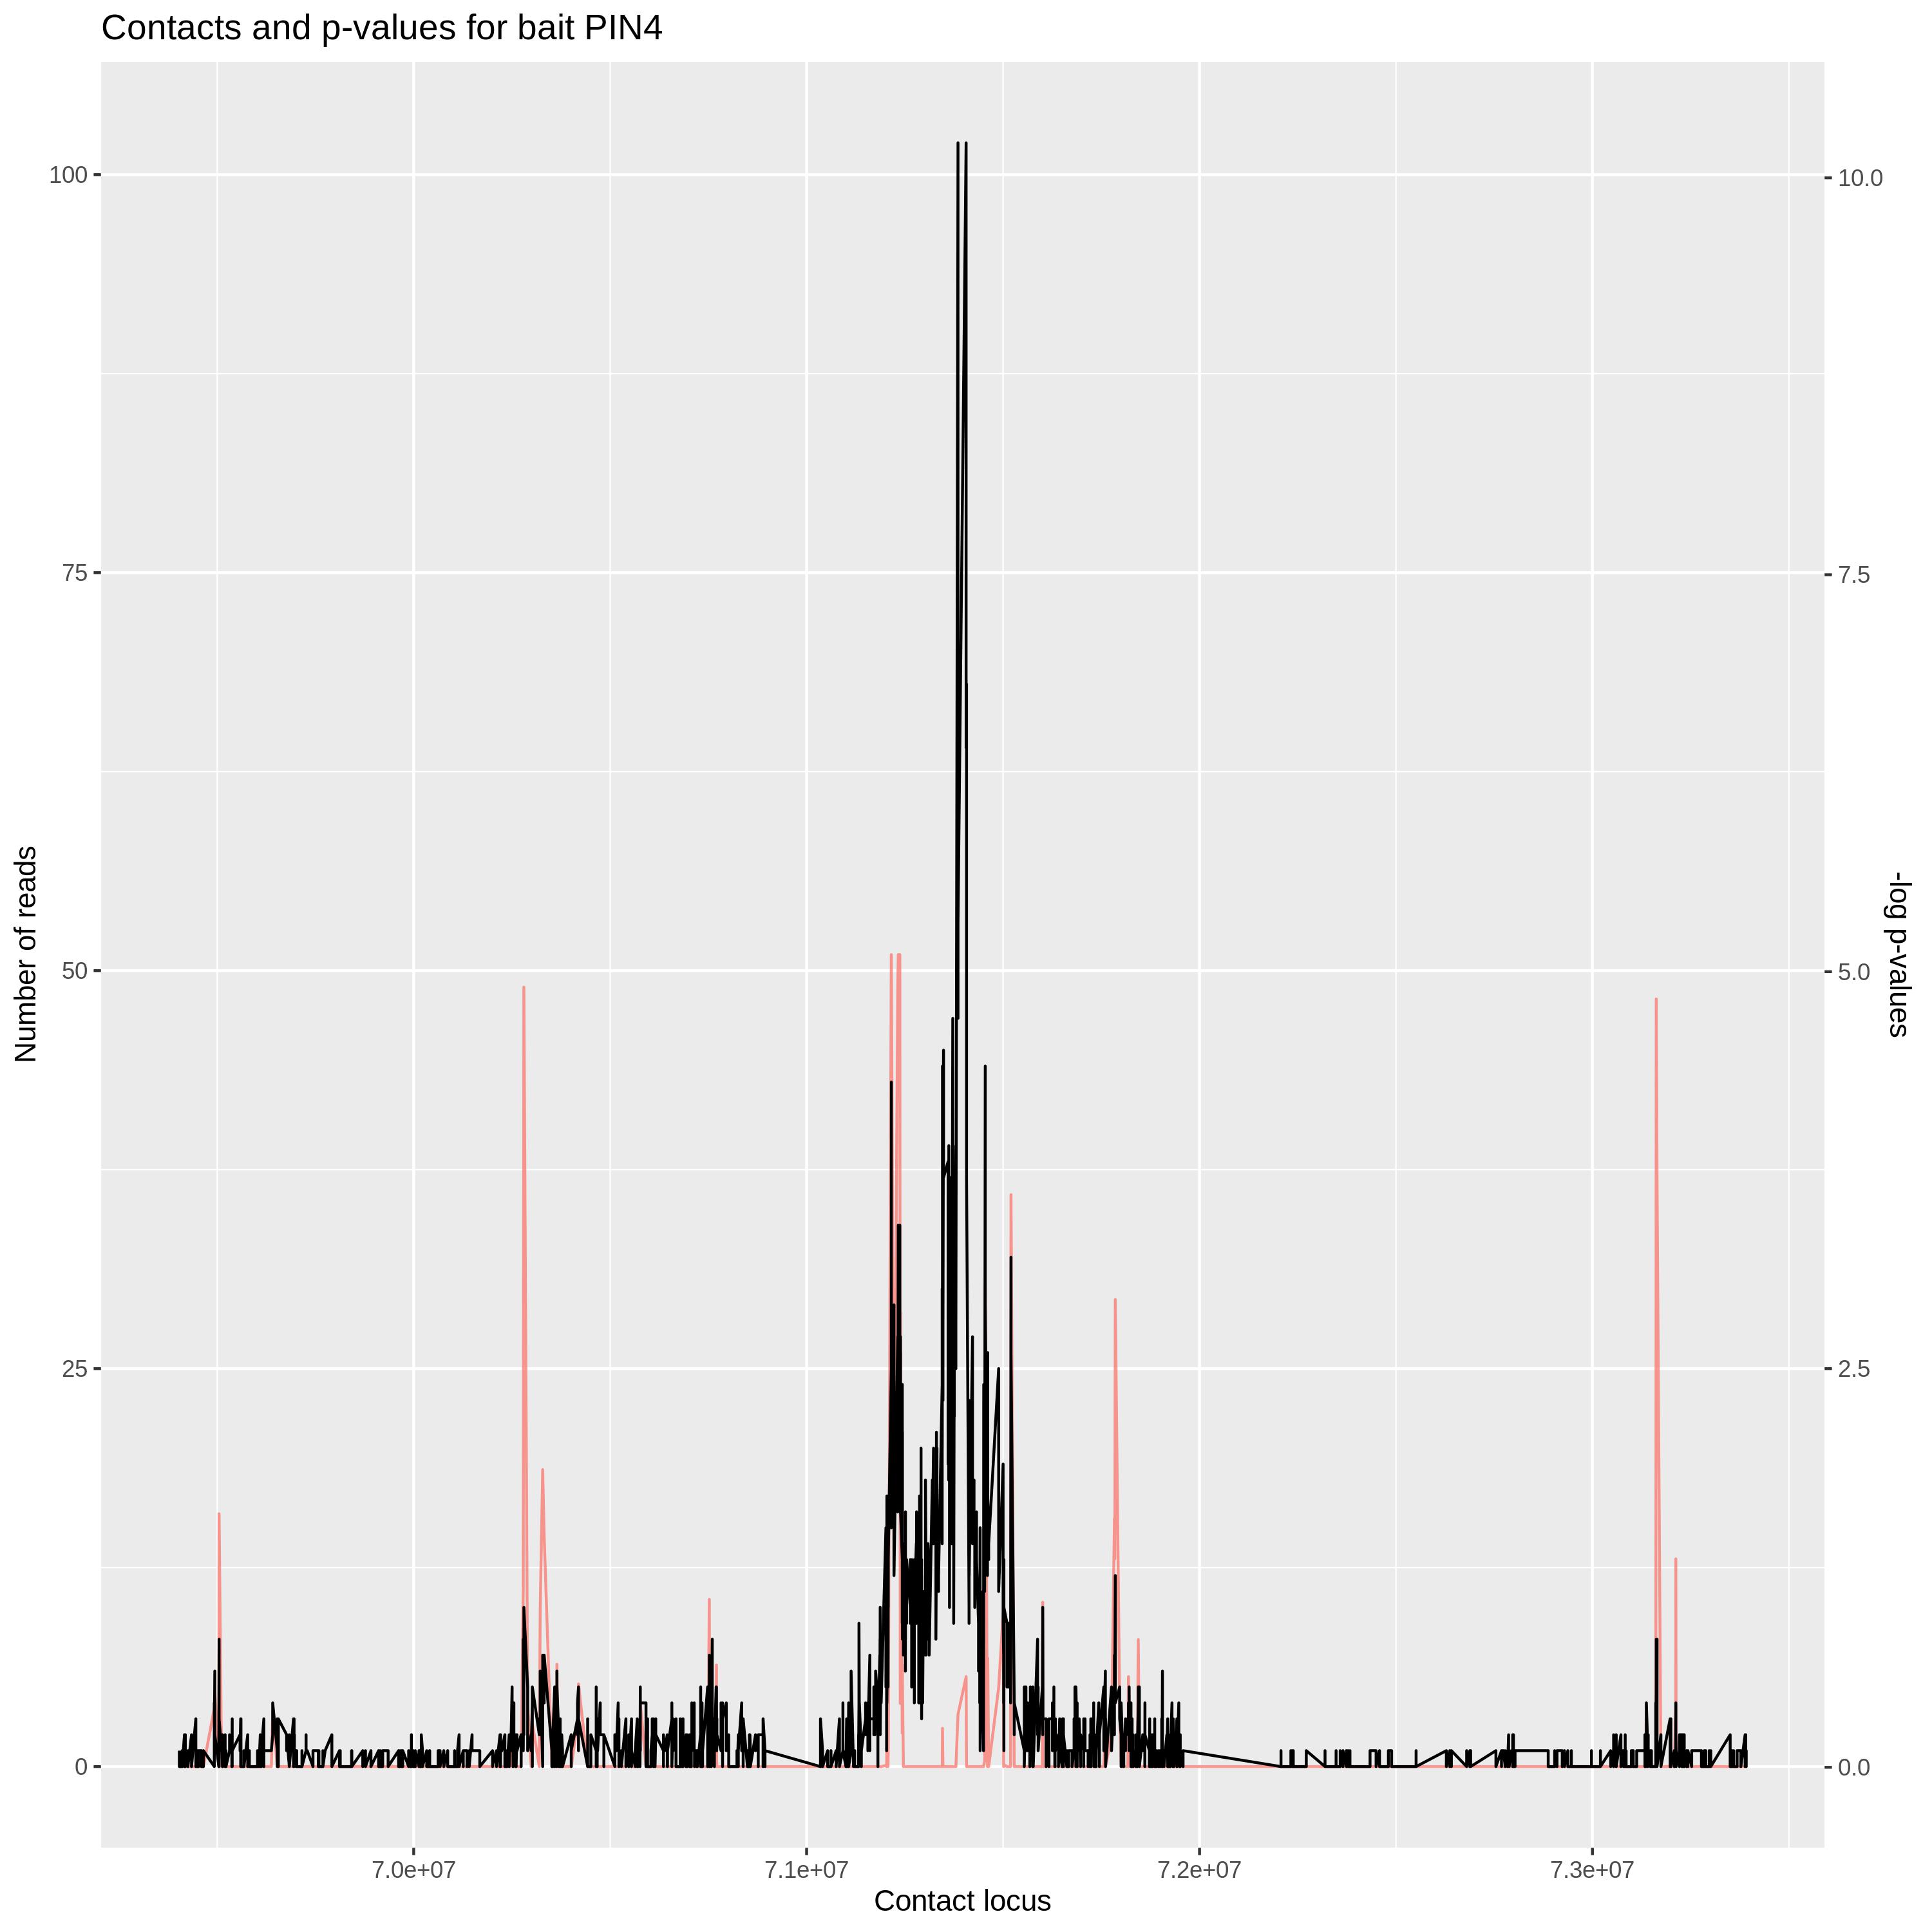 Contacts and p-values for bait PIN4
100
75
50
25
0
10.0
7.5
5.0
2.5
0.0
Number of reads
-log p-values
7.0e+07 7.1e+07 7.2e+07 7.3e+07
Contact locus